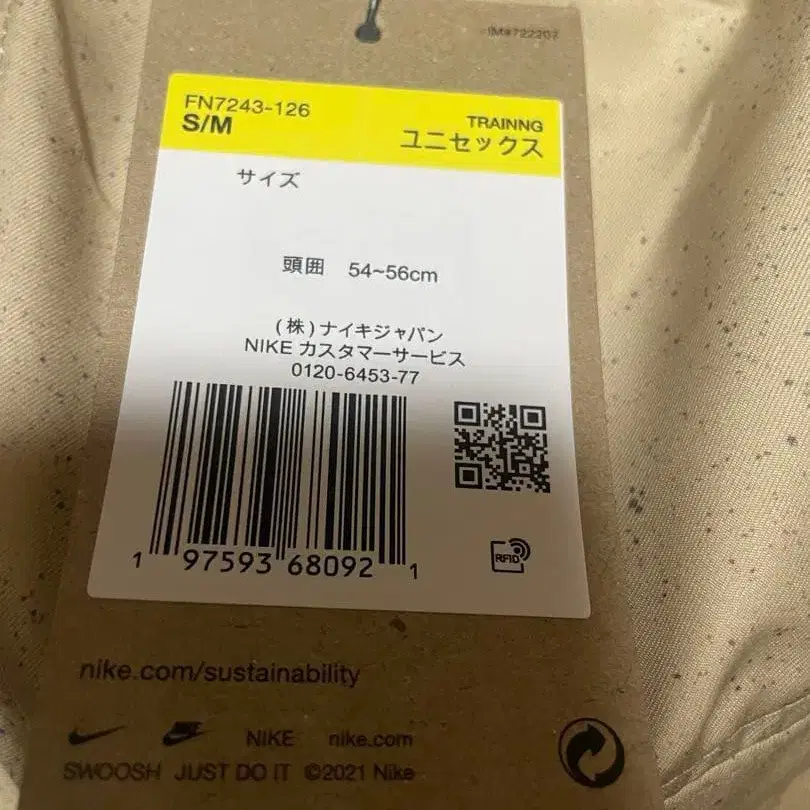 IM#722207
FN7243-126
S/M
TRAINNG
ユニセックス
サイズ
頭囲 54~56cm
(株)ナイキジャパン
NIKE カスタマーサービス
0120-6453-77
1 97593 68092 1
RFID
nike.com/sustainability
NIKE nike.com
SWOOSH JUST DO IT ©2021 Nike